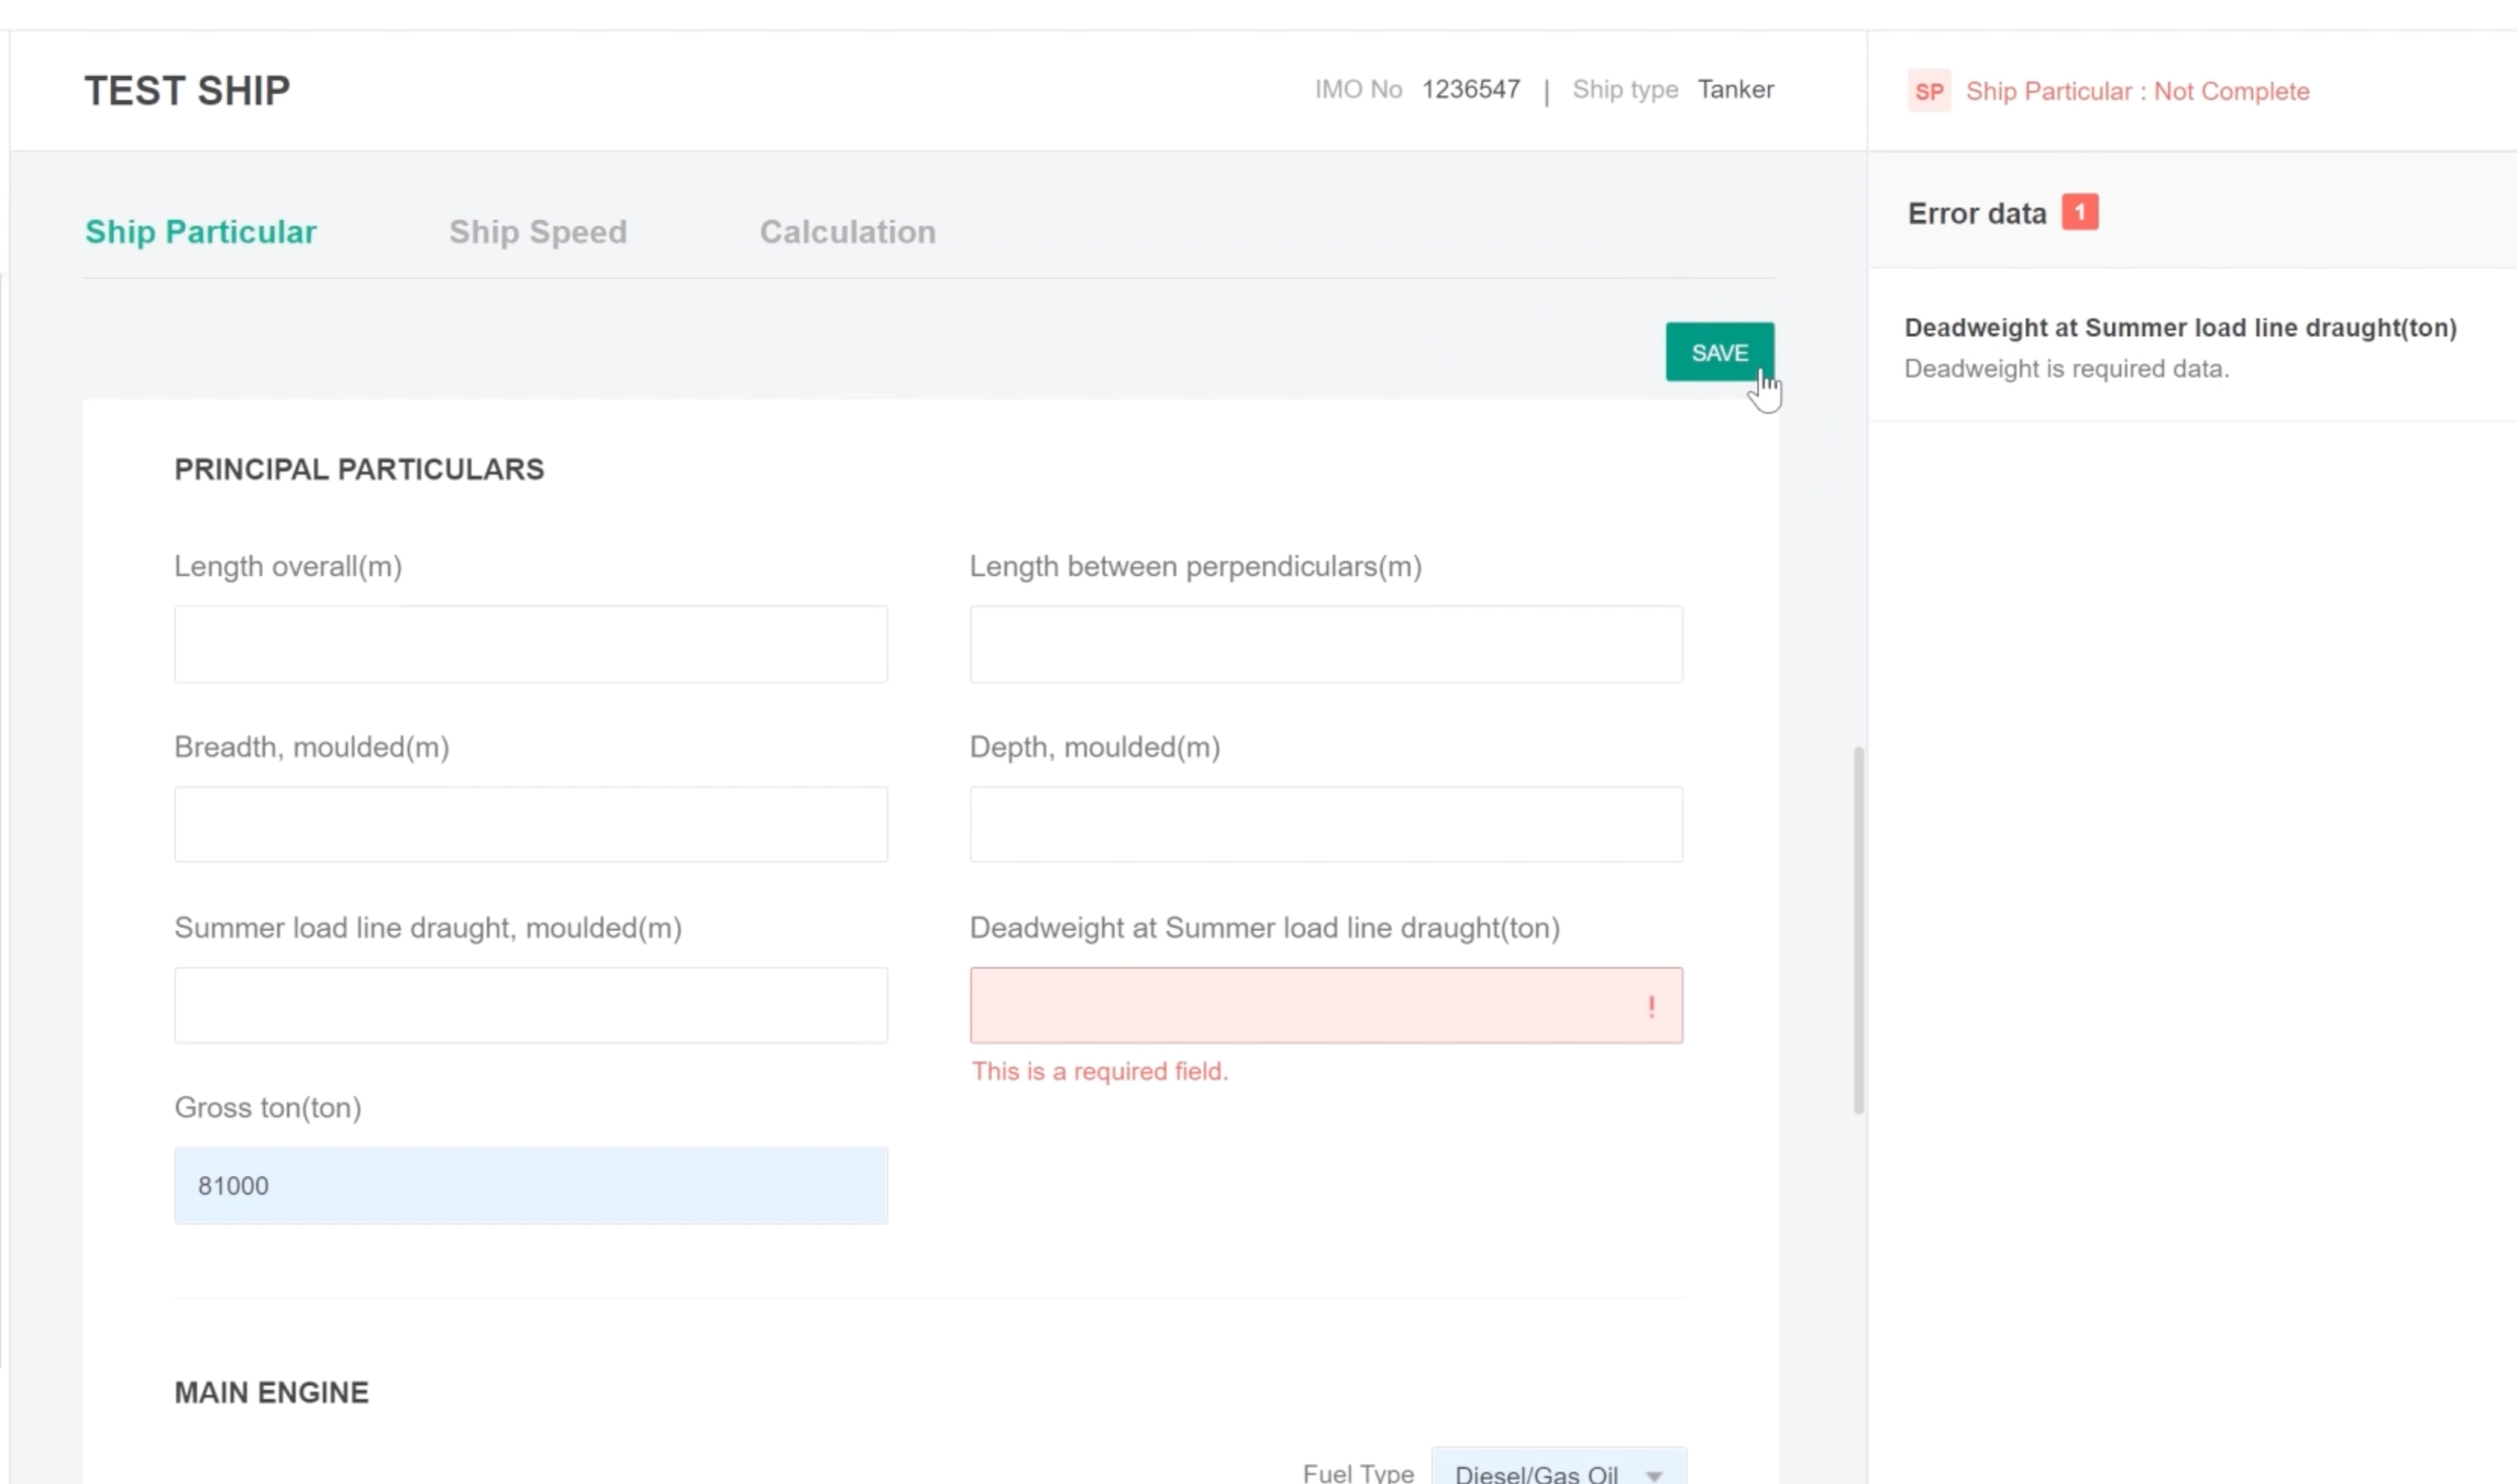 TEST SHIP
IMO No 1236547 | Ship type Tanker
SP Ship Particular : Not Complete
Ship Particular Ship Speed Calculation
Error data 1
Deadweight at Summer load line draught(ton)
Deadweight is required data.
SAVE
PRINCIPAL PARTICULARS
Length overall(m) Length between perpendiculars(m)
Breadth, moulded(m) Depth, moulded(m)
Summer load line draught, moulded(m) Deadweight at Summer load line draught(ton)
!
This is a required field.
Gross ton(ton)
81000
MAIN ENGINE
Fuel Type Diesel/Gas Oil